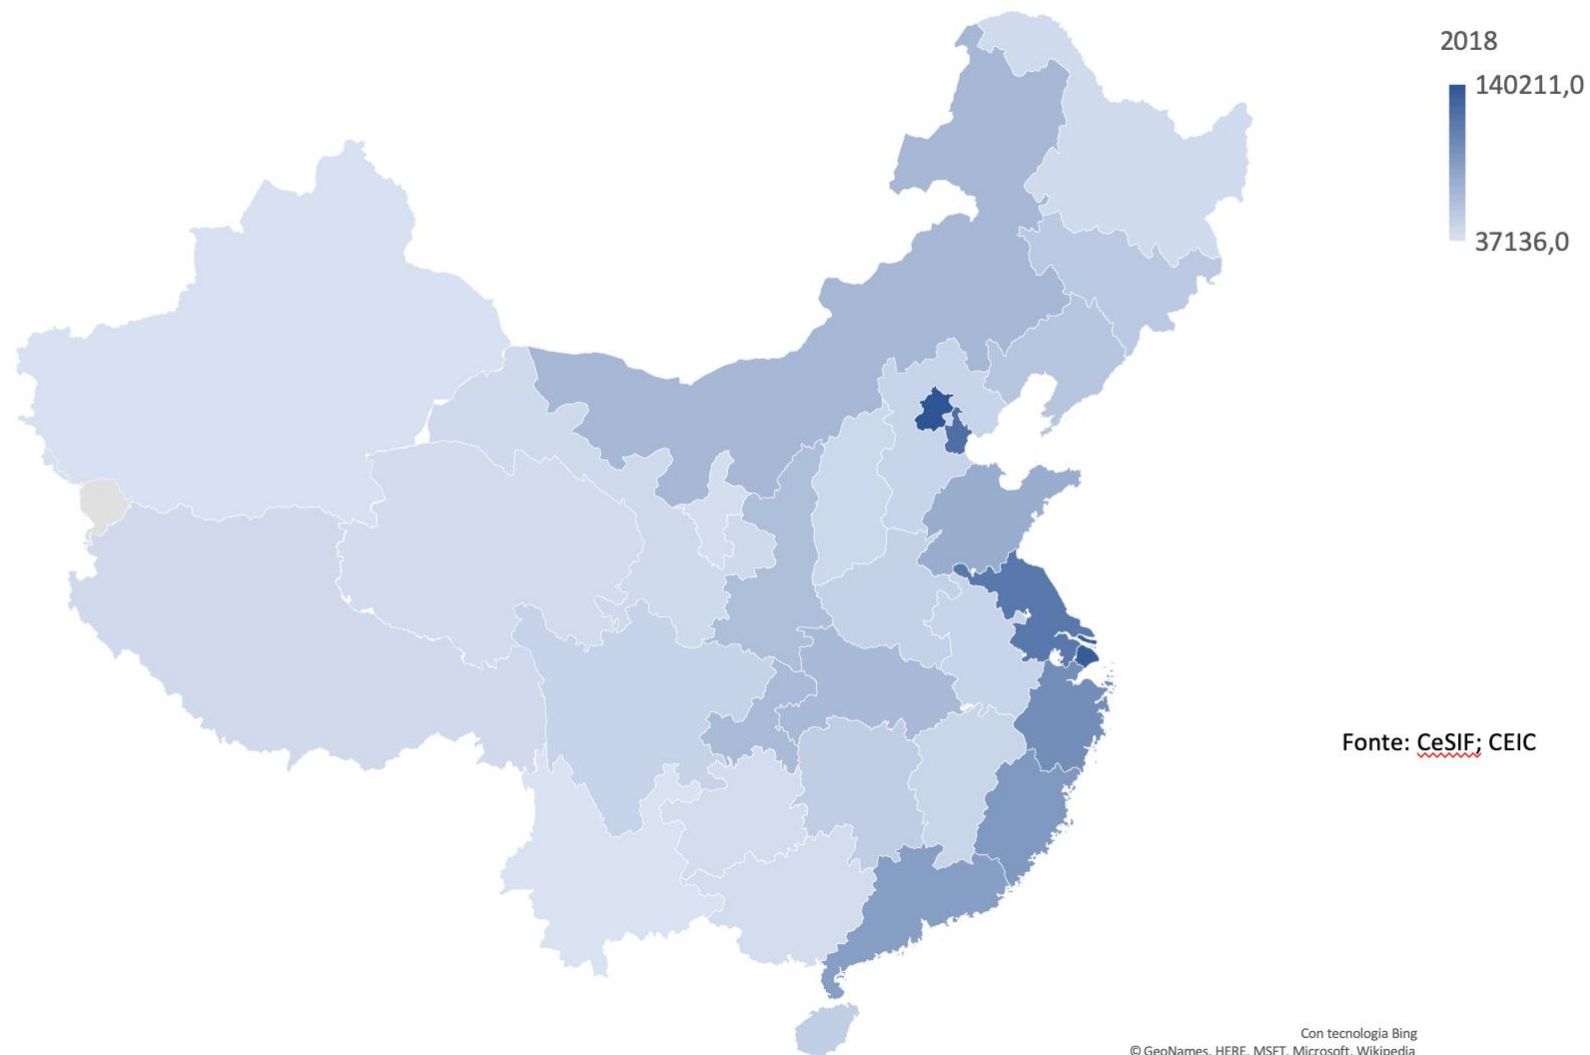 2018
140211,0
37136,0
Fonte: CeSIF; CEIC
Con tecnologia Bing
© GeoNames, HERE, MSFT, Microsoft, Wikipedia